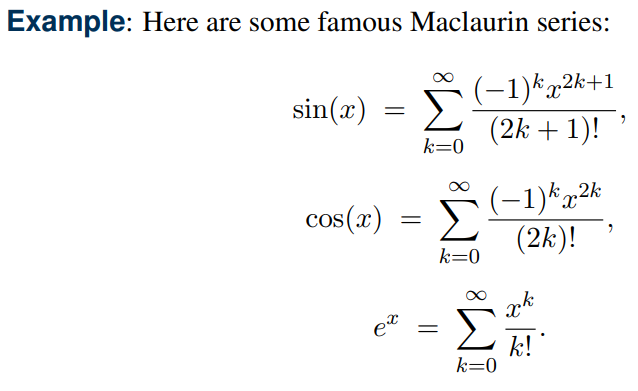 Example: Here are some famous Maclaurin series:
sin(x) = ∑_{k=0}^{∞} (−1)^k x^{2k+1} / (2k + 1)! ,
cos(x) = ∑_{k=0}^{∞} (−1)^k x^{2k} / (2k)! ,
e^x = ∑_{k=0}^{∞} x^k / k! .